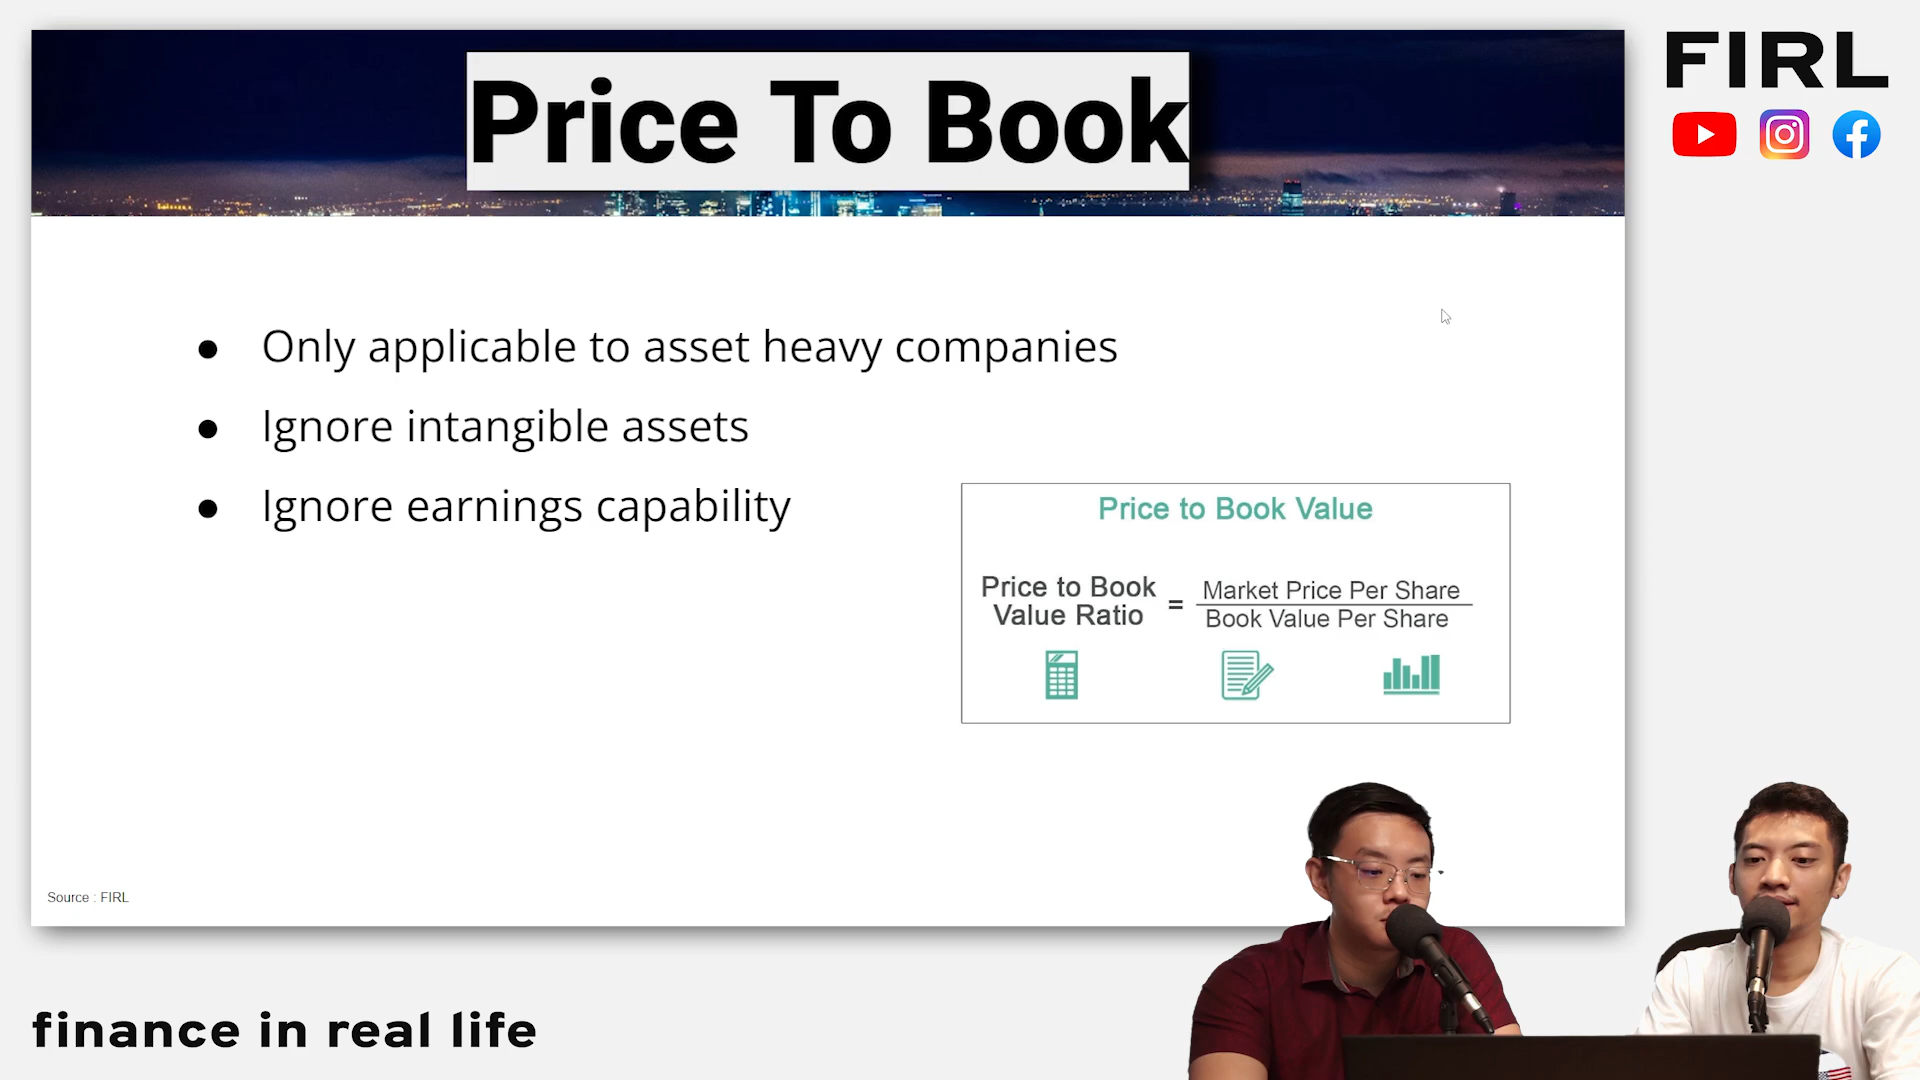 Price To Book
FIRL
● Only applicable to asset heavy companies
● Ignore intangible assets
● Ignore earnings capability
Price to Book Value
Price to Book
Value Ratio
=
Market Price Per Share
Book Value Per Share
Source : FIRL
finance in real life